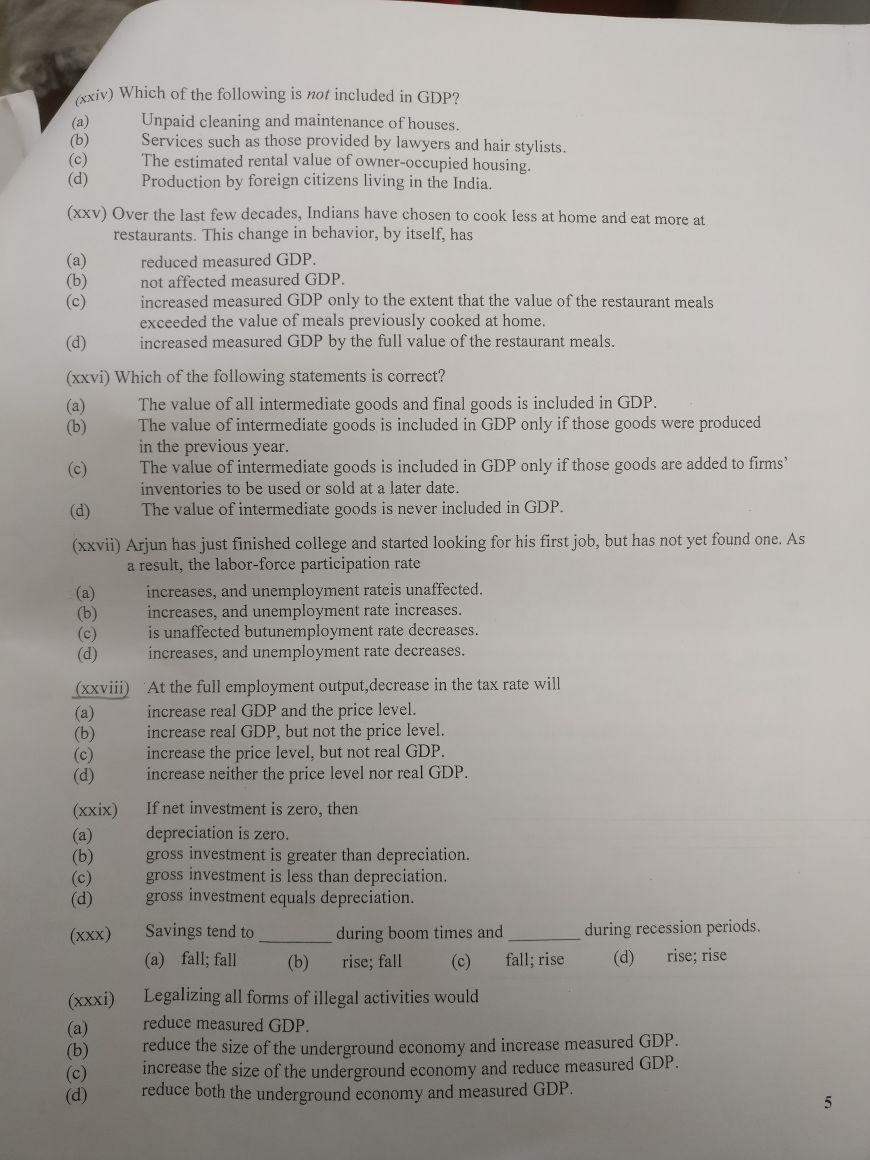 (xxiv) Which of the following is not included in GDP?
(a) Unpaid cleaning and maintenance of houses.
(b) Services such as those provided by lawyers and hair stylists.
(c) The estimated rental value of owner-occupied housing.
(d) Production by foreign citizens living in the India.
(xxv) Over the last few decades, Indians have chosen to cook less at home and eat more at
restaurants. This change in behavior, by itself, has
(a) reduced measured GDP.
(b) not affected measured GDP.
(c) increased measured GDP only to the extent that the value of the restaurant meals
exceeded the value of meals previously cooked at home.
(d) increased measured GDP by the full value of the restaurant meals.
(xxvi) Which of the following statements is correct?
(a) The value of all intermediate goods and final goods is included in GDP.
(b) The value of intermediate goods is included in GDP only if those goods were produced
in the previous year.
(c) The value of intermediate goods is included in GDP only if those goods are added to firms'
inventories to be used or sold at a later date.
(d) The value of intermediate goods is never included in GDP.
(xxvii) Arjun has just finished college and started looking for his first job, but has not yet found one. As
a result, the labor-force participation rate
(a) increases, and unemployment rateis unaffected.
(b) increases, and unemployment rate increases.
(c) is unaffected butunemployment rate decreases.
(d) increases, and unemployment rate decreases.
(xxviii) At the full employment output,decrease in the tax rate will
(a) increase real GDP and the price level.
(b) increase real GDP, but not the price level.
(c) increase the price level, but not real GDP.
(d) increase neither the price level nor real GDP.
(xxix) If net investment is zero, then
(a) depreciation is zero.
(b) gross investment is greater than depreciation.
(c) gross investment is less than depreciation.
(d) gross investment equals depreciation.
(xxx) Savings tend to ________ during boom times and ________ during recession periods.
(a) fall; fall (b) rise; fall (c) fall; rise (d) rise; rise
(xxxi) Legalizing all forms of illegal activities would
(a) reduce measured GDP.
(b) reduce the size of the underground economy and increase measured GDP.
(c) increase the size of the underground economy and reduce measured GDP.
(d) reduce both the underground economy and measured GDP.
5